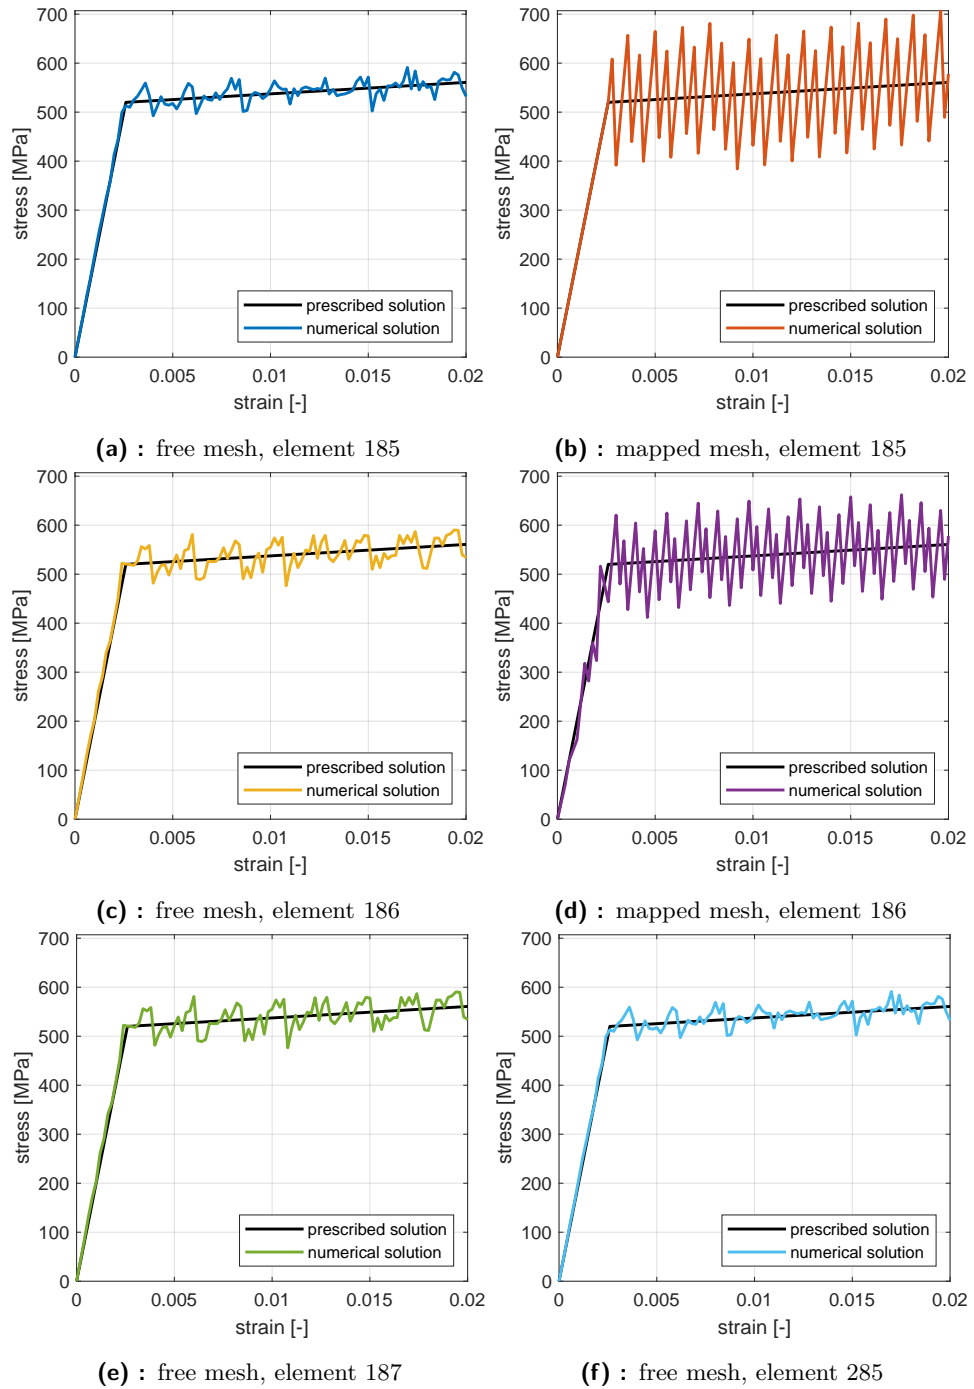 700
600
500
400
300
200
100
0
stress [MPa]
prescribed solution
numerical solution
0 0.005 0.01 0.015 0.02
strain [-]
(a) : free mesh, element 185
700
600
500
400
300
200
100
0
stress [MPa]
prescribed solution
numerical solution
0 0.005 0.01 0.015 0.02
strain [-]
(b) : mapped mesh, element 185
700
600
500
400
300
200
100
0
stress [MPa]
prescribed solution
numerical solution
0 0.005 0.01 0.015 0.02
strain [-]
(c) : free mesh, element 186
700
600
500
400
300
200
100
0
stress [MPa]
prescribed solution
numerical solution
0 0.005 0.01 0.015 0.02
strain [-]
(d) : mapped mesh, element 186
700
600
500
400
300
200
100
0
stress [MPa]
prescribed solution
numerical solution
0 0.005 0.01 0.015 0.02
strain [-]
(e) : free mesh, element 187
700
600
500
400
300
200
100
0
stress [MPa]
prescribed solution
numerical solution
0 0.005 0.01 0.015 0.02
strain [-]
(f) : free mesh, element 285